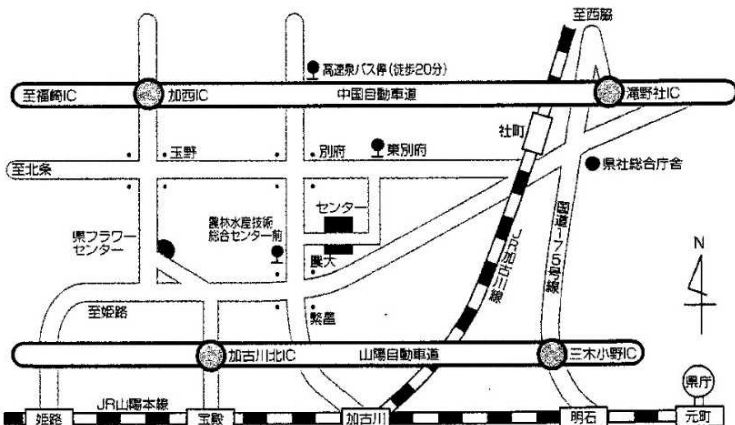 至西脇
高速泉バス停(徒歩20分)
至福崎IC
加西IC
中国自動車道
滝野社IC
社町
玉野
別府
東別府
県社総合庁舎
至北条
センター
農林水産技術
総合センター前
県フラワー
センター
農大
国道175号線
JR加古川線
N
至姫路
繁昌
加古川北IC
山陽自動車道
三木小野IC
県庁
JR山陽本線
姫路
宝殿
加古川
明石
元町